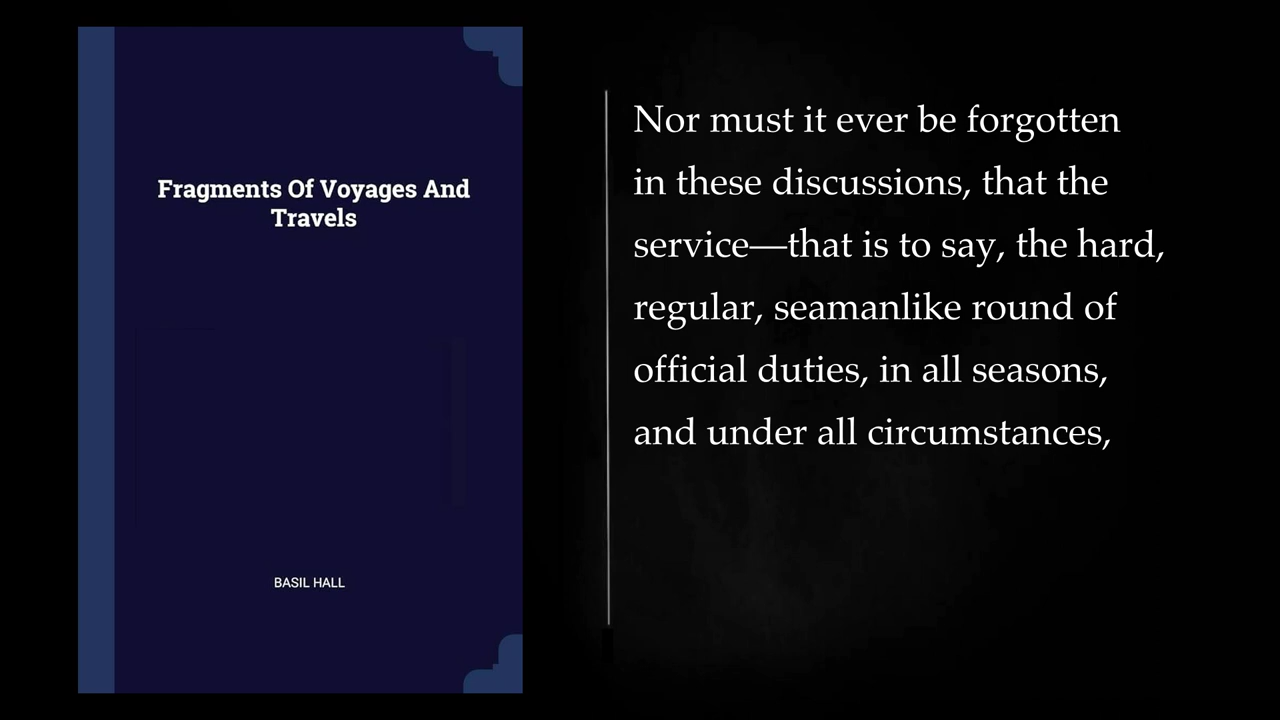 Fragments Of Voyages And
Travels
BASIL HALL
Nor must it ever be forgotten
in these discussions, that the
service—that is to say, the hard,
regular, seamanlike round of
official duties, in all seasons,
and under all circumstances,